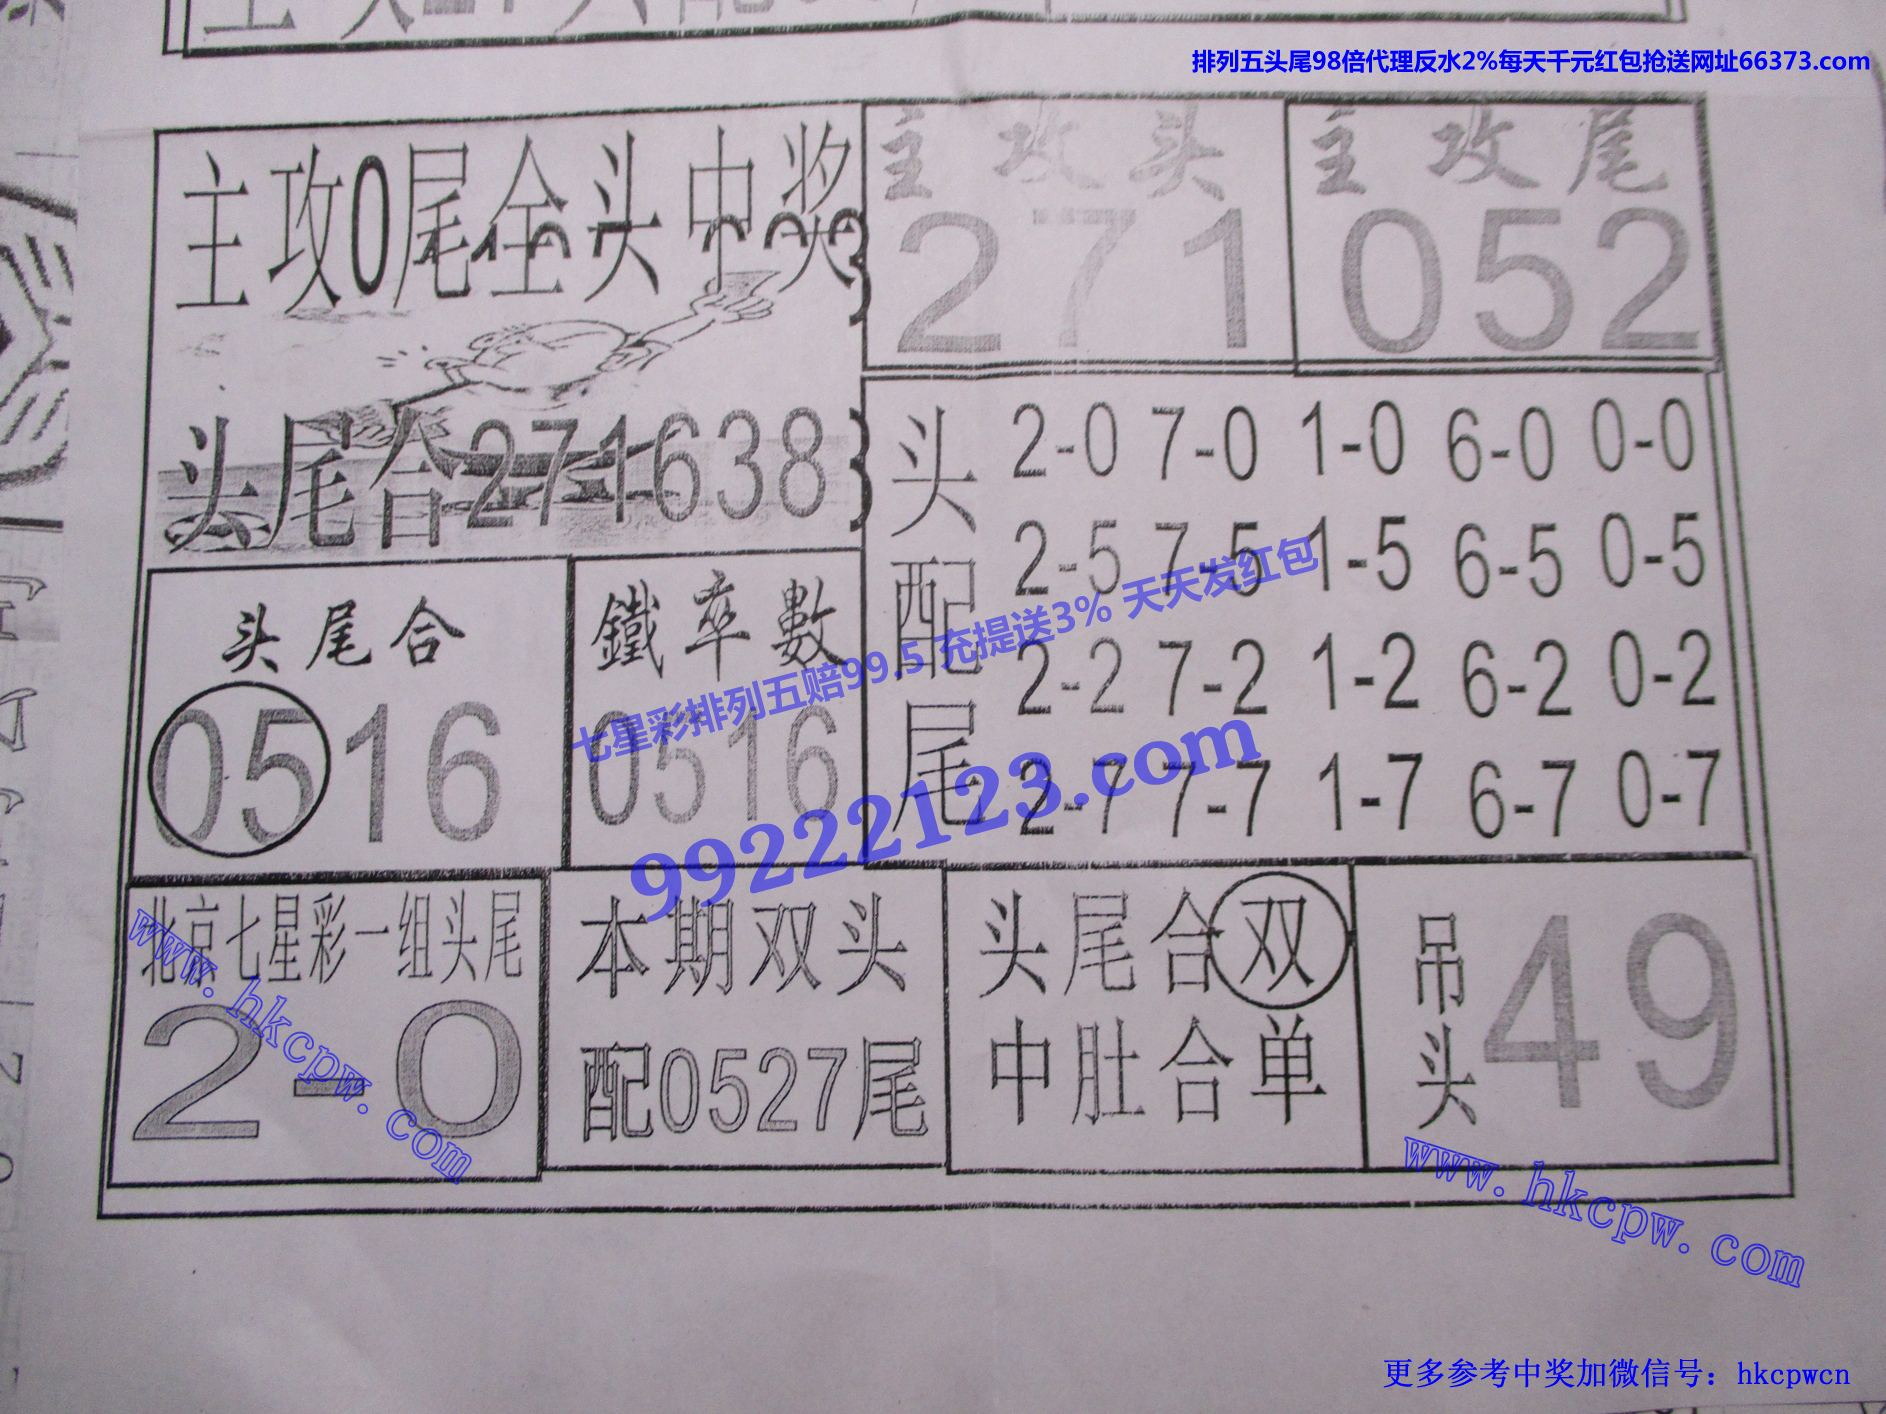 排列五头尾98倍代理反水2%每天千元红包抢送网址66373.com
主攻0尾全头中奖
主攻头
271
主攻尾
052
头尾合271638
头配尾
2-0 7-0 1-0 6-0 0-0
2-5 7-5 1-5 6-5 0-5
2-2 7-2 1-2 6-2 0-2
2-7 7-7 1-7 6-7 0-7
头尾合
0516
鐵率數
0516
七星彩排列五赔99.5 充提送3% 天天发红包
99222123.com
北京七星彩一组头尾
2-0
本期双头
配0527尾
头尾合双
中肚合单
吊头
49
www.hkcpw.com
www.hkcpw.com
更多参考中奖加微信号：hkcpwcn